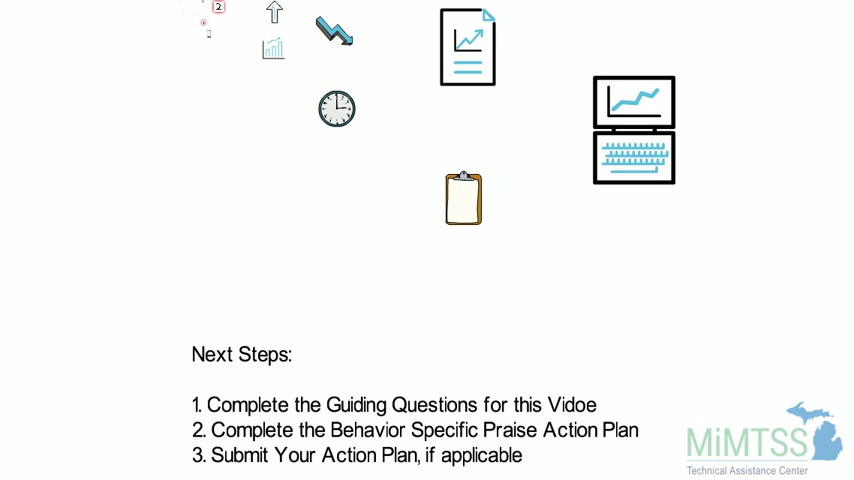 2
Next Steps:
1. Complete the Guiding Questions for this Vidoe
2. Complete the Behavior Specific Praise Action Plan
3. Submit Your Action Plan, if applicable
MiMTSS
Technical Assistance Center